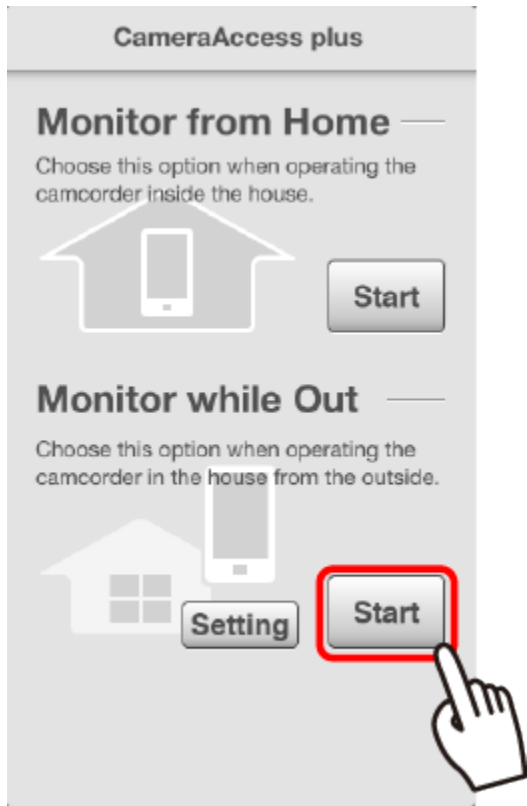 CameraAccess plus
Monitor from Home
Choose this option when operating the
camcorder inside the house.
Start
Monitor while Out
Choose this option when operating the
camcorder in the house from the outside.
Setting
Start